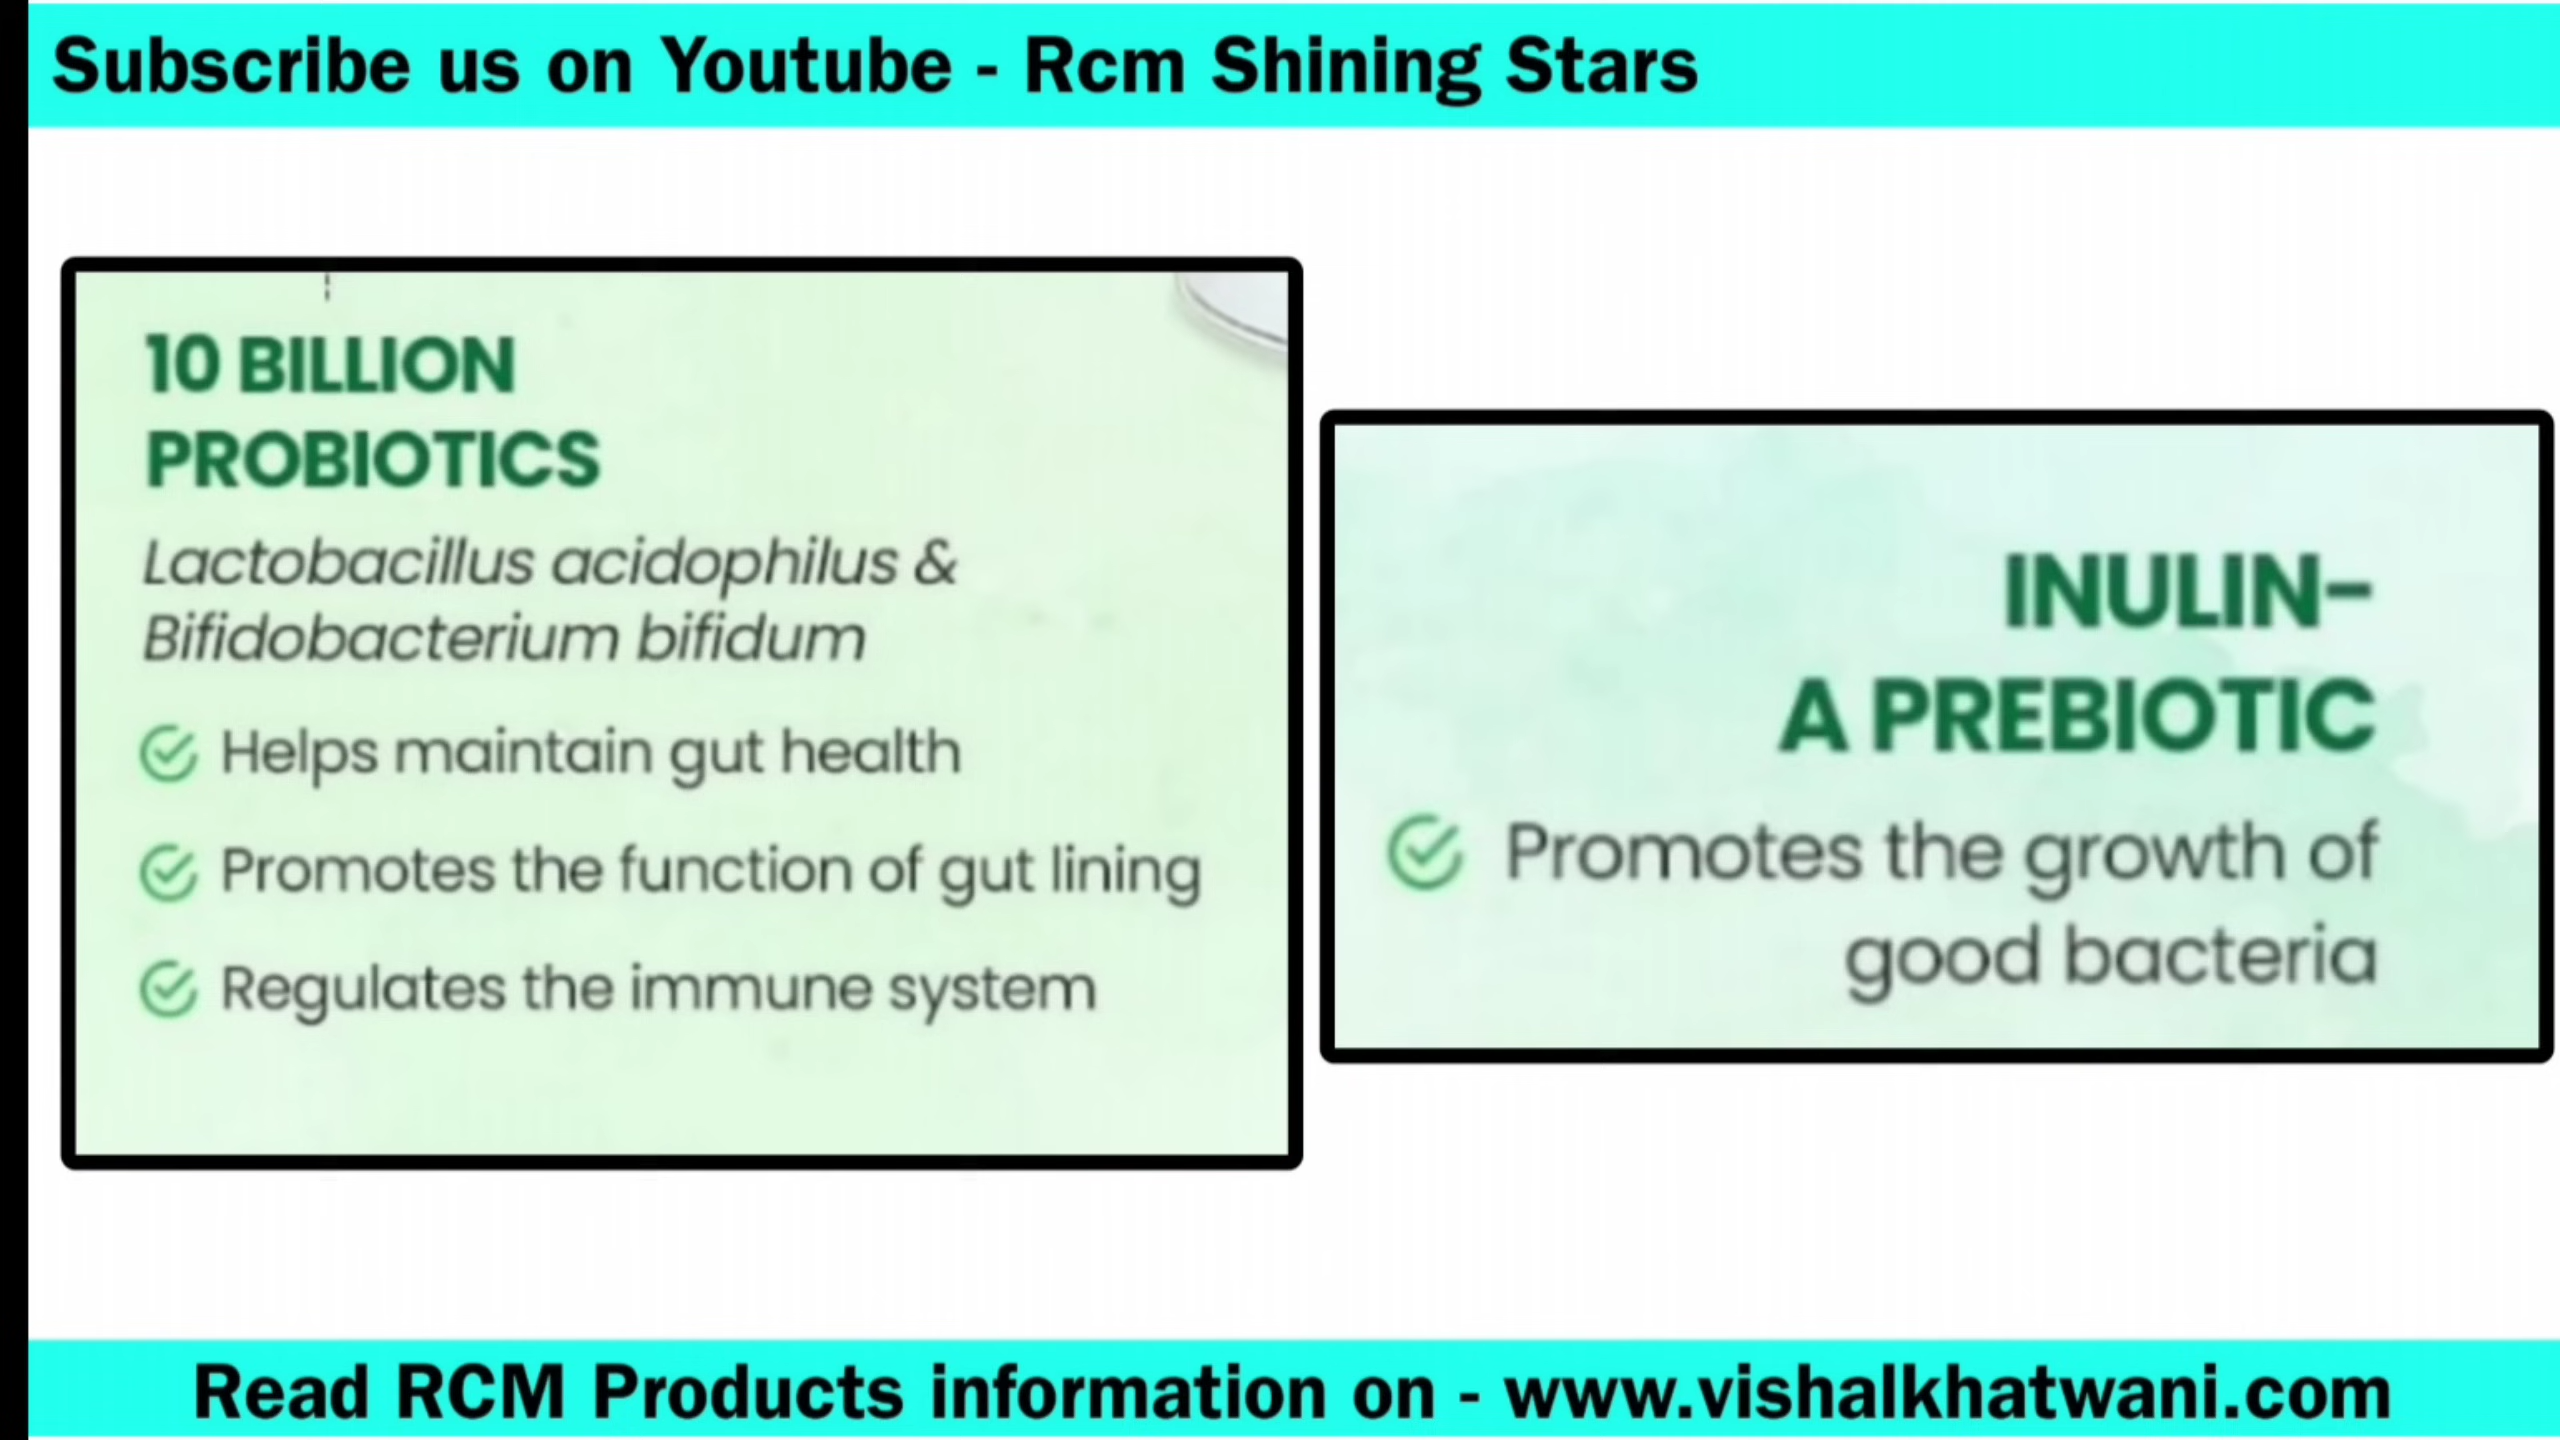 Subscribe us on Youtube - Rcm Shining Stars
10 BILLION
PROBIOTICS
Lactobacillus acidophilus &
Bifidobacterium bifidum
Helps maintain gut health
Promotes the function of gut lining
Regulates the immune system
INULIN-
A PREBIOTIC
Promotes the growth of
good bacteria
Read RCM Products information on - www.vishalkhatwani.com